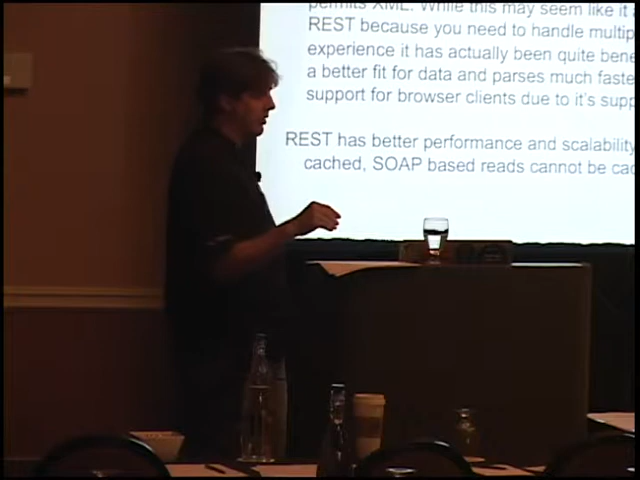 permits XML. While this may seem like it
REST because you need to handle multip
experience it has actually been quite bene
a better fit for data and parses much faste
support for browser clients due to it's supp
REST has better performance and scalability
cached, SOAP based reads cannot be cac